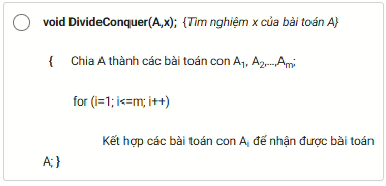 void DivideConquer(A,x); {Tìm nghiệm x của bài toán A}
{ Chia A thành các bài toán con A₁, A₂,...,Aₘ;
for (i=1; i<=m; i++)
Kết hợp các bài toán con Aᵢ để nhận được bài toán
A; }